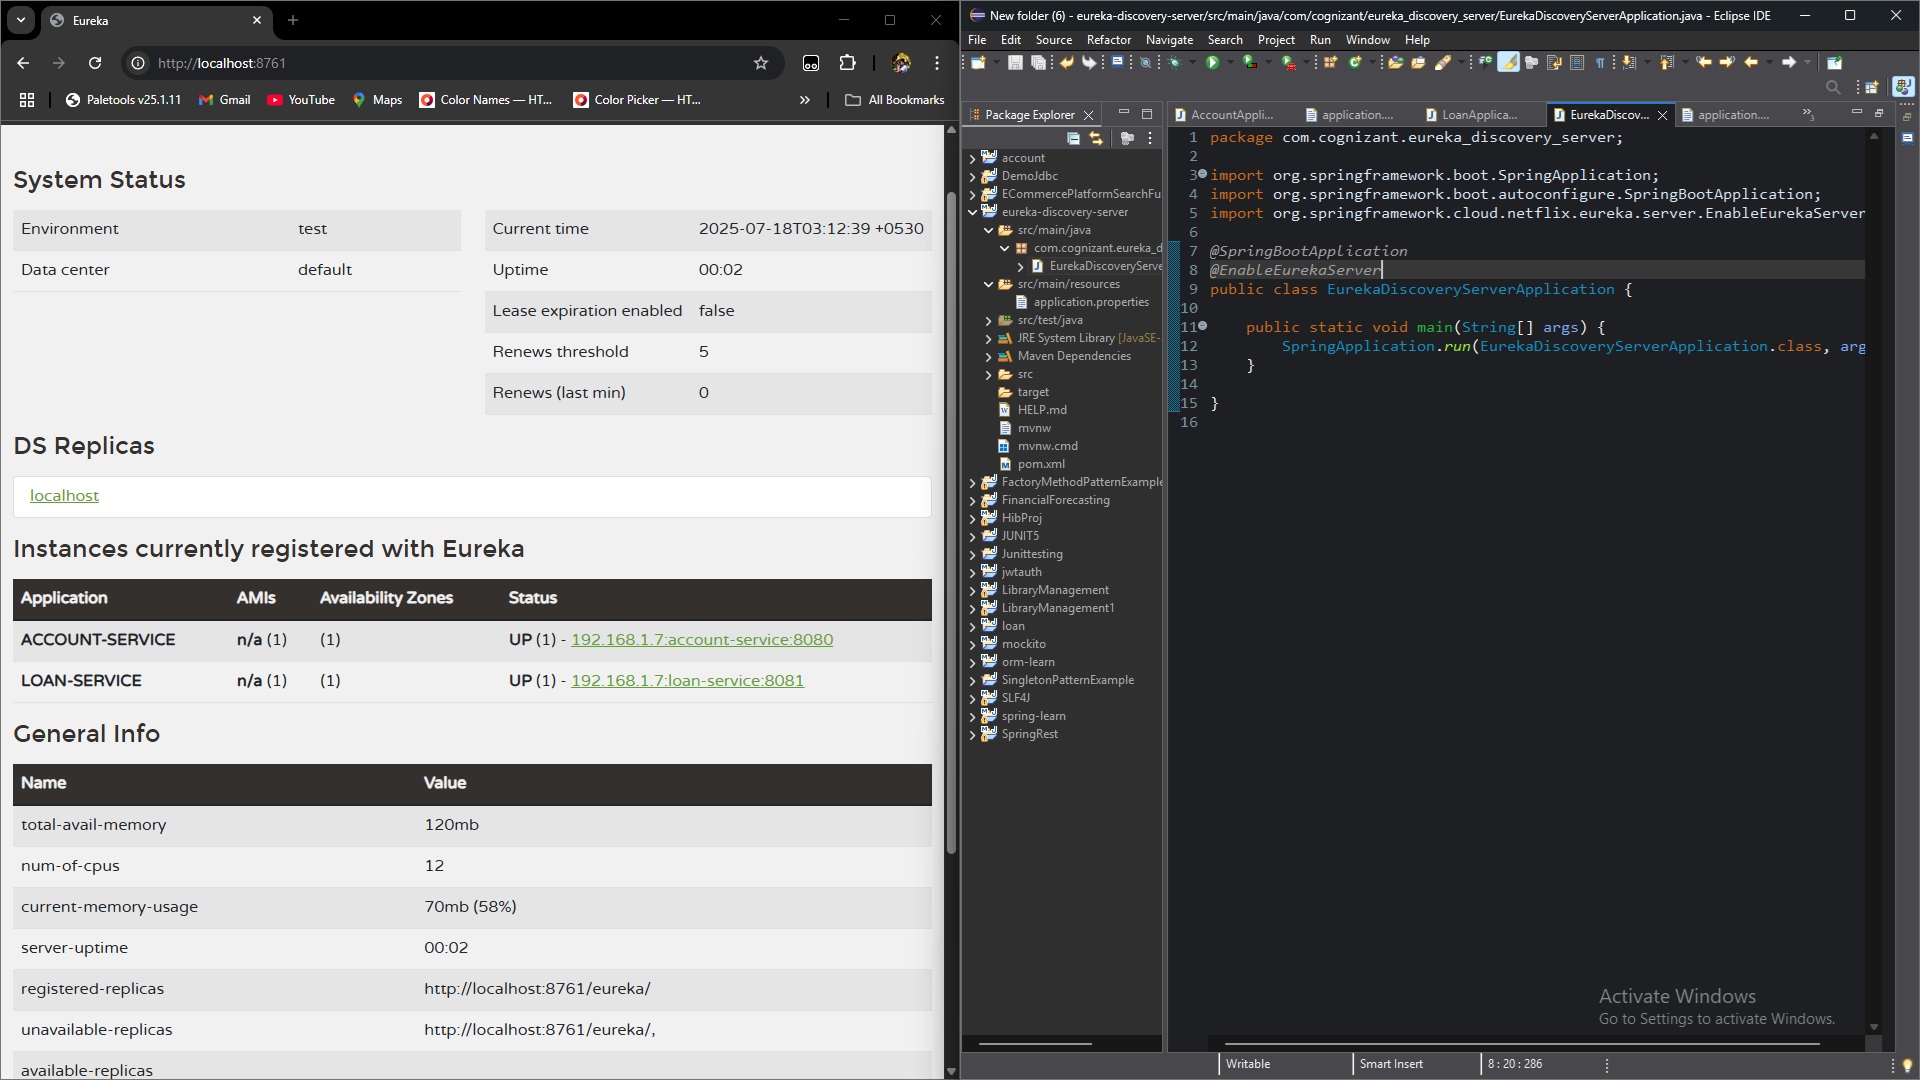 Eureka
http://localhost:8761
Paletools v25.1.11
Gmail
YouTube
Maps
Color Names — HT...
Color Picker — HT...
»
All Bookmarks
System Status
Environment test
Data center default
Current time 2025-07-18T03:12:39 +0530
Uptime 00:02
Lease expiration enabled false
Renews threshold 5
Renews (last min) 0
DS Replicas
localhost
Instances currently registered with Eureka
Application AMIs Availability Zones Status
ACCOUNT-SERVICE n/a (1) (1) UP (1) - 192.168.1.7:account-service:8080
LOAN-SERVICE n/a (1) (1) UP (1) - 192.168.1.7:loan-service:8081
General Info
Name Value
total-avail-memory 120mb
num-of-cpus 12
current-memory-usage 70mb (58%)
server-uptime 00:02
registered-replicas http://localhost:8761/eureka/
unavailable-replicas http://localhost:8761/eureka/,
available-replicas
New folder (6) - eureka-discovery-server/src/main/java/com/cognizant/eureka_discovery_server/EurekaDiscoveryServerApplication.java - Eclipse IDE
File Edit Source Refactor Navigate Search Project Run Window Help
Package Explorer
account
DemoJdbc
ECommercePlatformSearchFu
eureka-discovery-server
src/main/java
com.cognizant.eureka_d
EurekaDiscoveryServe
src/main/resources
application.properties
src/test/java
JRE System Library [JavaSE-
Maven Dependencies
src
target
HELP.md
mvnw
mvnw.cmd
pom.xml
FactoryMethodPatternExample
FinancialForecasting
HibProj
JUNIT5
Junittesting
jwtauth
LibraryManagement
LibraryManagement1
loan
mockito
orm-learn
SingletonPatternExample
SLF4J
spring-learn
SpringRest
AccountAppli...
application....
LoanApplica...
EurekaDiscov...
application....
»3
1 package com.cognizant.eureka_discovery_server;
2
3 import org.springframework.boot.SpringApplication;
4 import org.springframework.boot.autoconfigure.SpringBootApplication;
5 import org.springframework.cloud.netflix.eureka.server.EnableEurekaServer
6
7 @SpringBootApplication
8 @EnableEurekaServer
9 public class EurekaDiscoveryServerApplication {
10
11 public static void main(String[] args) {
12 SpringApplication.run(EurekaDiscoveryServerApplication.class, arg
13 }
14
15 }
16
Activate Windows
Go to Settings to activate Windows.
Writable
Smart Insert
8 : 20 : 286